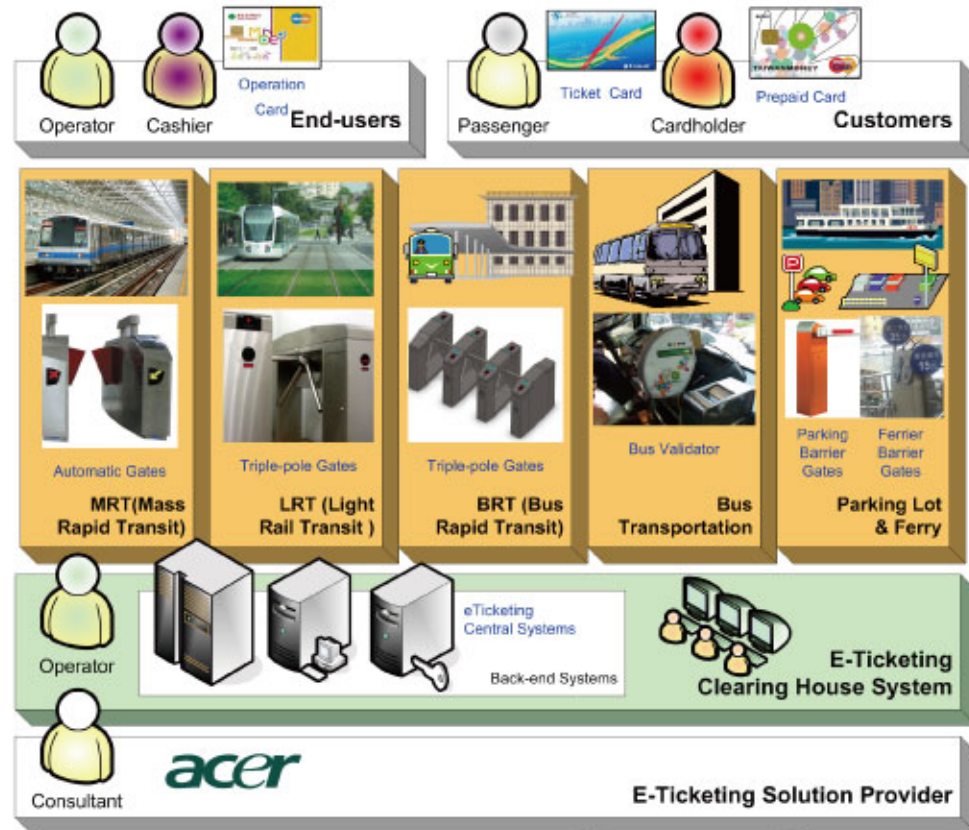 Operator
Cashier
Operation
Card
End-users
Passenger
Ticket Card
Cardholder
TAIWANMONEY
Prepaid Card
Customers
Automatic Gates
MRT(Mass
Rapid Transit)
Triple-pole Gates
LRT (Light
Rail Transit )
Triple-pole Gates
BRT (Bus
Rapid Transit)
Bus Validator
Bus
Transportation
P
Parking
Barrier
Gates
Ferrier
Barrier
Gates
Parking Lot
& Ferry
Operator
eTicketing
Central Systems
Back-end Systems
E-Ticketing
Clearing House System
Consultant
acer
E-Ticketing Solution Provider